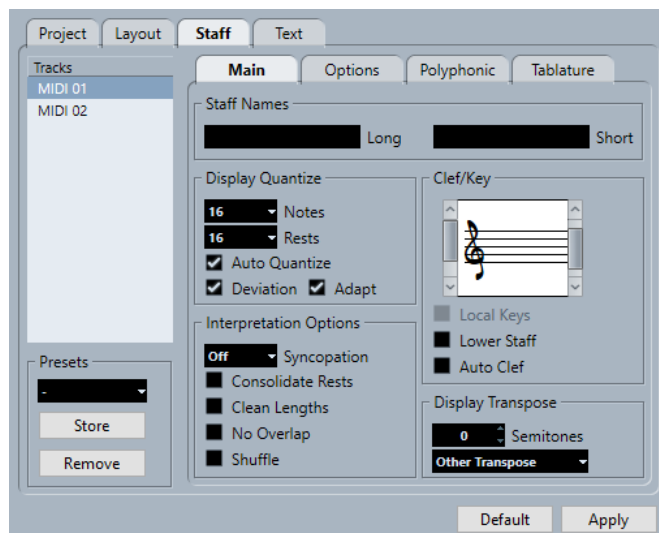 Project Layout Staff Text
Tracks
MIDI 01
MIDI 02
Presets
-
Store
Remove
Main Options Polyphonic Tablature
Staff Names
Long Short
Display Quantize
16 Notes
16 Rests
Auto Quantize
Deviation Adapt
Interpretation Options
Off Syncopation
Consolidate Rests
Clean Lengths
No Overlap
Shuffle
Clef/Key
Local Keys
Lower Staff
Auto Clef
Display Transpose
0 Semitones
Other Transpose
Default Apply